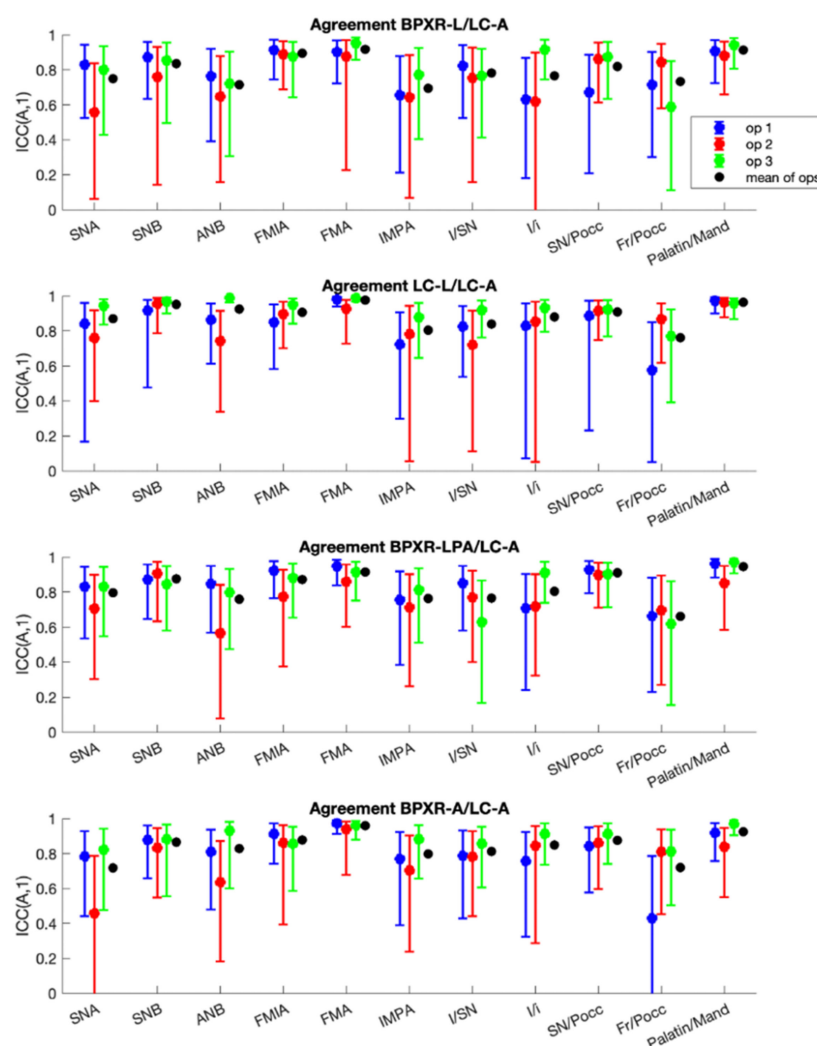 Agreement BPXR-L/LC-A
1
0.8
0.6
0.4
0.2
0
ICC(A,1)
SNA SNB ANB FMIA FMA IMPA I/SN I/i SN/Pocc Fr/Pocc Palatin/Mand
op 1
op 2
op 3
mean of ops
Agreement LC-L/LC-A
1
0.8
0.6
0.4
0.2
0
ICC(A,1)
SNA SNB ANB FMIA FMA IMPA I/SN I/i SN/Pocc Fr/Pocc Palatin/Mand
Agreement BPXR-LPA/LC-A
1
0.8
0.6
0.4
0.2
0
ICC(A,1)
SNA SNB ANB FMIA FMA IMPA I/SN I/i SN/Pocc Fr/Pocc Palatin/Mand
Agreement BPXR-A/LC-A
1
0.8
0.6
0.4
0.2
0
ICC(A,1)
SNA SNB ANB FMIA FMA IMPA I/SN I/i SN/Pocc Fr/Pocc Palatin/Mand